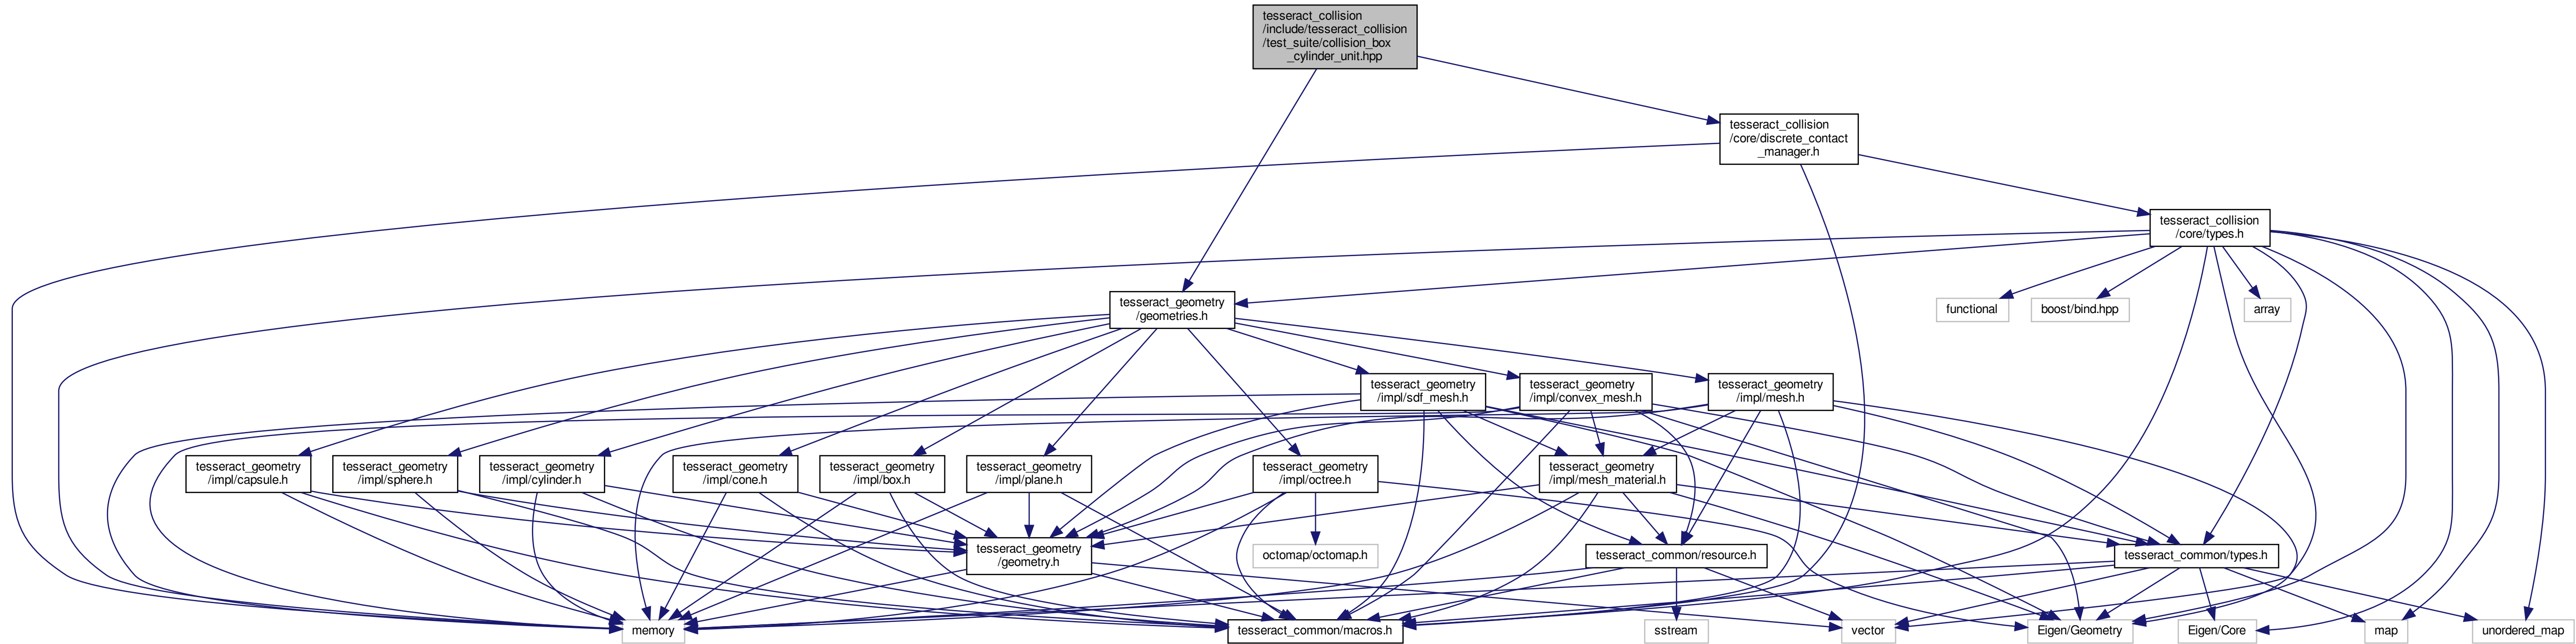 tesseract_collision
/include/tesseract_collision
/test_suite/collision_box
_cylinder_unit.hpp
tesseract_collision
/core/discrete_contact
_manager.h
tesseract_collision
/core/types.h
tesseract_geometry
/geometries.h
functional
boost/bind.hpp
array
tesseract_geometry
/impl/sdf_mesh.h
tesseract_geometry
/impl/convex_mesh.h
tesseract_geometry
/impl/mesh.h
tesseract_geometry
/impl/capsule.h
tesseract_geometry
/impl/sphere.h
tesseract_geometry
/impl/cylinder.h
tesseract_geometry
/impl/cone.h
tesseract_geometry
/impl/box.h
tesseract_geometry
/impl/plane.h
tesseract_geometry
/impl/octree.h
tesseract_geometry
/impl/mesh_material.h
tesseract_geometry
/geometry.h
octomap/octomap.h
tesseract_common/resource.h
tesseract_common/types.h
memory
tesseract_common/macros.h
sstream
vector
Eigen/Geometry
Eigen/Core
map
unordered_map